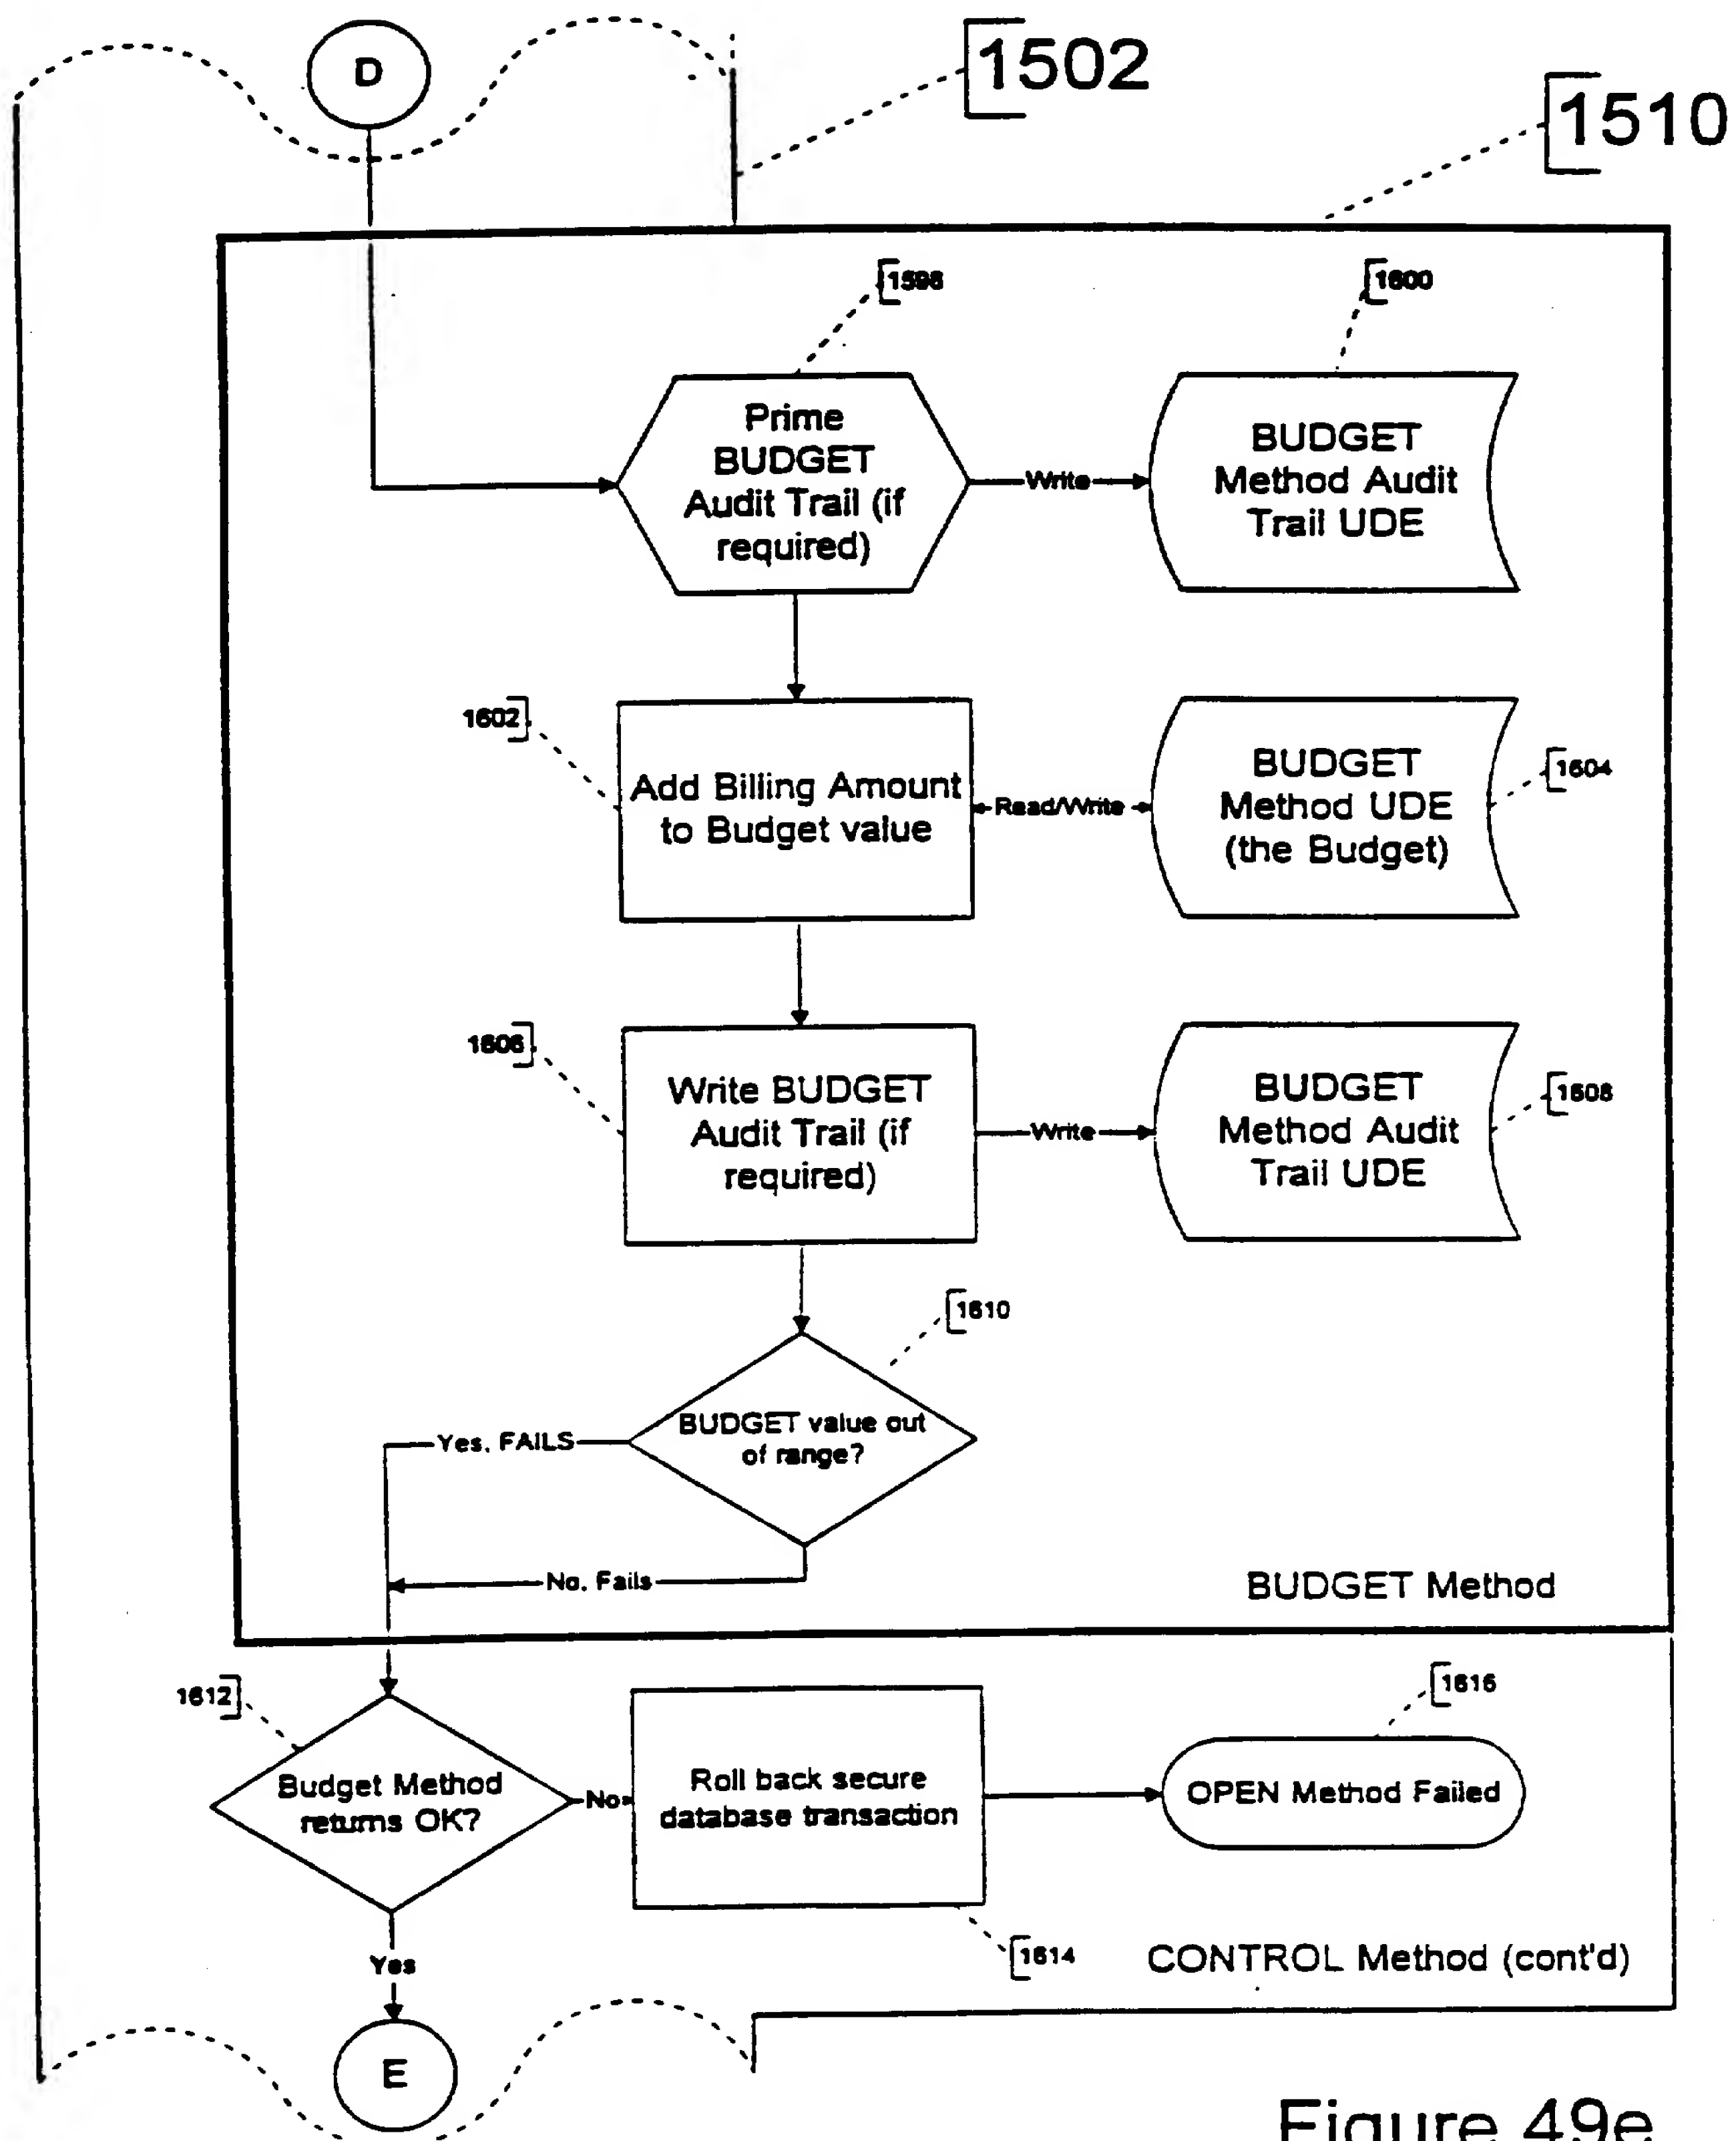 D
1502
1510
1598
1600
Prime
BUDGET
Audit Trail (if
required)
Write
BUDGET
Method Audit
Trail UDE
1602
Add Billing Amount
to Budget value
Read/Write
BUDGET
Method UDE
(the Budget)
1604
1606
Write BUDGET
Audit Trail (if
required)
Write
BUDGET
Method Audit
Trail UDE
1608
1610
BUDGET value out
of range?
Yes, FAILS
No, Fails
BUDGET Method
1612
Budget Method
returns OK?
No
Roll back secure
database transaction
1616
OPEN Method Failed
1614
CONTROL Method (cont'd)
Yes
E
Figure 49e